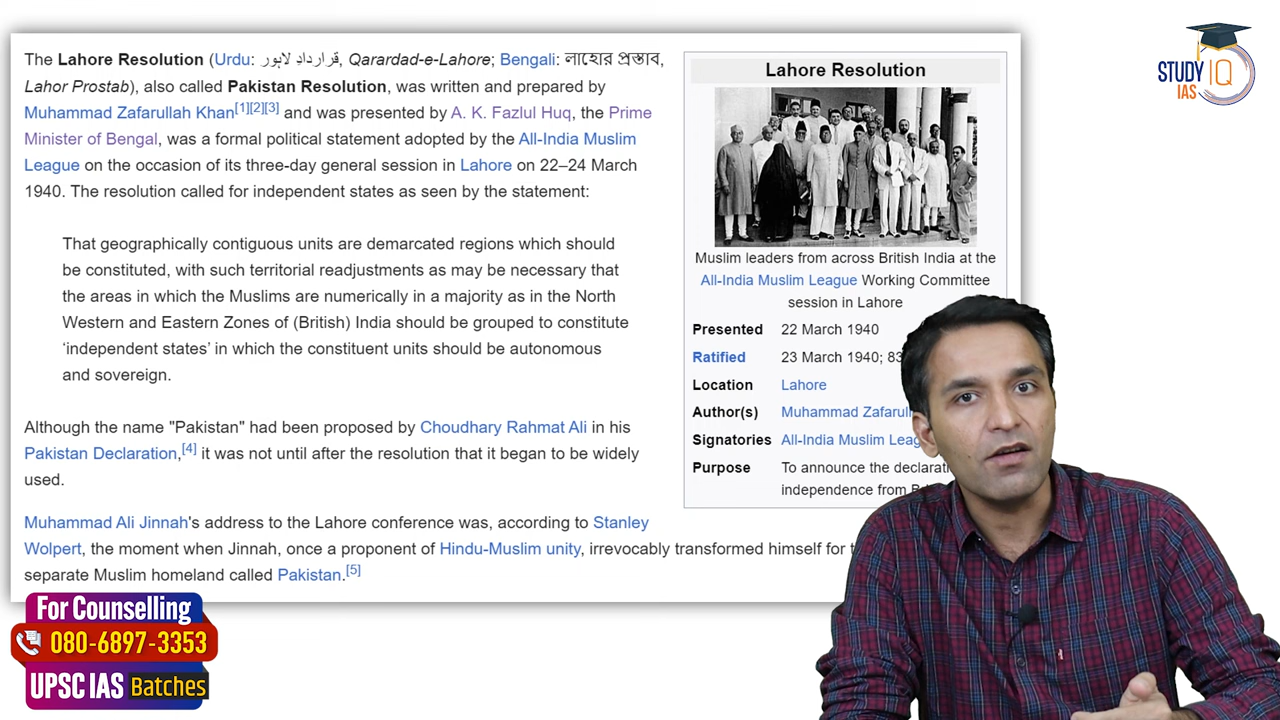 The Lahore Resolution (Urdu: قرارداد لاہور, Qarardad-e-Lahore; Bengali: লাহোর প্রস্তাব,
Lahor Prostab), also called Pakistan Resolution, was written and prepared by
Muhammad Zafarullah Khan[1][2][3] and was presented by A. K. Fazlul Huq, the Prime
Minister of Bengal, was a formal political statement adopted by the All-India Muslim
League on the occasion of its three-day general session in Lahore on 22–24 March
1940. The resolution called for independent states as seen by the statement:
That geographically contiguous units are demarcated regions which should
be constituted, with such territorial readjustments as may be necessary that
the areas in which the Muslims are numerically in a majority as in the North
Western and Eastern Zones of (British) India should be grouped to constitute
‘independent states’ in which the constituent units should be autonomous
and sovereign.
Although the name "Pakistan" had been proposed by Choudhary Rahmat Ali in his
Pakistan Declaration,[4] it was not until after the resolution that it began to be widely
used.
Muhammad Ali Jinnah's address to the Lahore conference was, according to Stanley
Wolpert, the moment when Jinnah, once a proponent of Hindu-Muslim unity, irrevocably transformed himself for
separate Muslim homeland called Pakistan.[5]
Lahore Resolution
Muslim leaders from across British India at the
All-India Muslim League Working Committee
session in Lahore
Presented 22 March 1940
Ratified 23 March 1940;
Location Lahore
Author(s) Muhammad
Signatories All-India Muslim
Purpose To announce the
independence from
STUDY IQ
IAS
For Counselling
080-6897-3353
UPSC IAS Batches